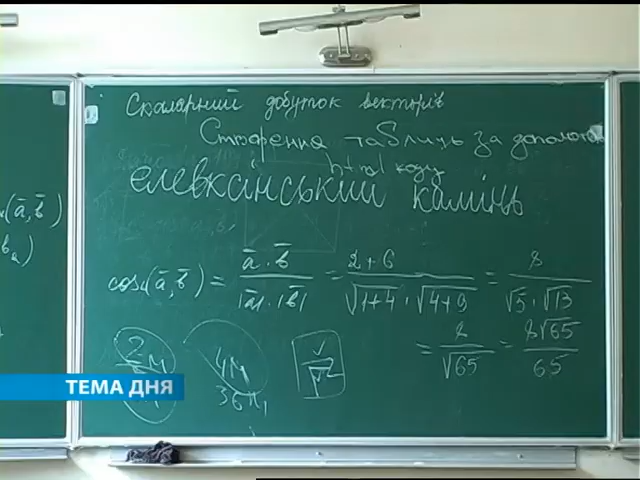 Скалярний добуток векторів
Створення таблиць за допомогою
html коду
елевксінський камінь
cos(a̅,b̅) = a̅·b̅ / |a̅|·|b̅| = 2+6 / √1+4 · √4+9 = 8 / √5 · √13
= 8 / √65 = 8√65 / 65
ТЕМА ДНЯ